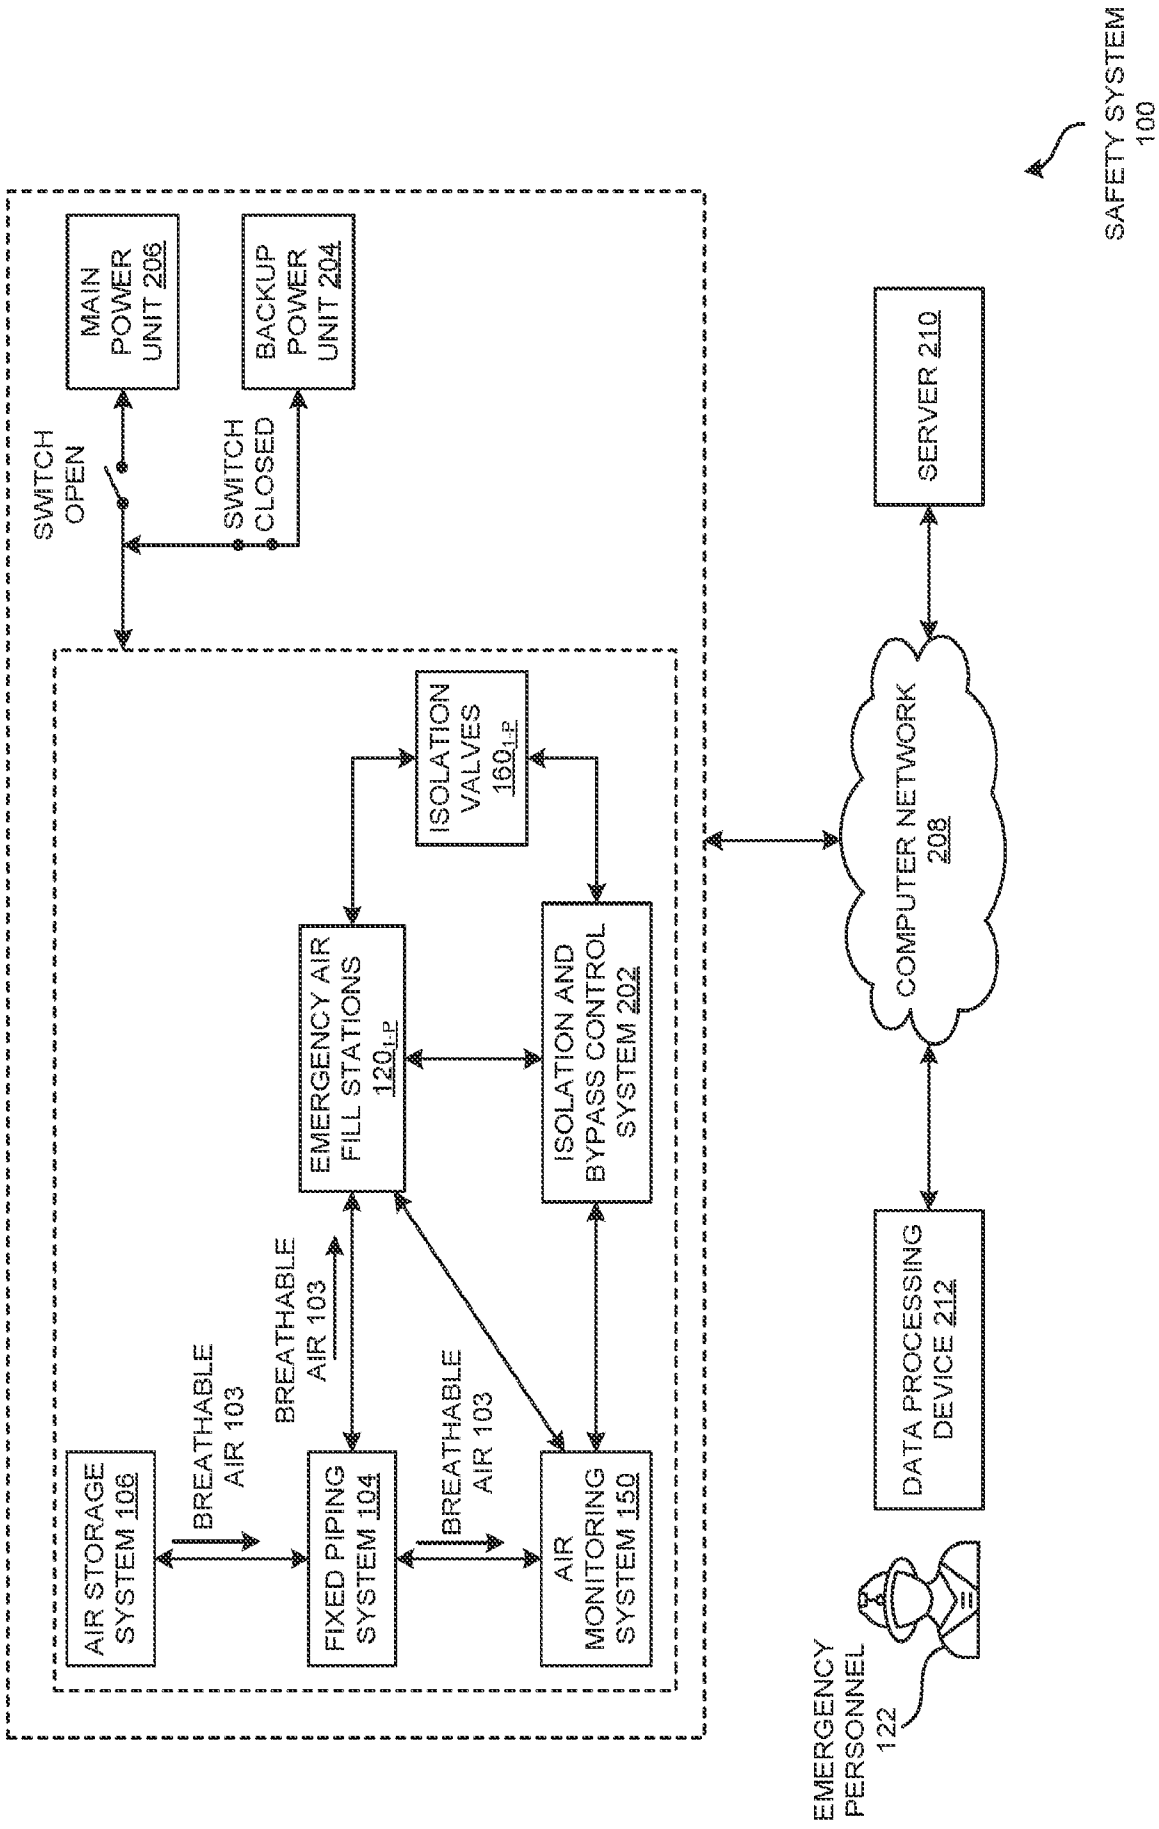 SAFETY SYSTEM
100
AIR STORAGE
SYSTEM 106
BREATHABLE
AIR 103
FIXED PIPING
SYSTEM 104
BREATHABLE
AIR 103
BREATHABLE
AIR 103
AIR
MONITORING
SYSTEM 150
EMERGENCY AIR
FILL STATIONS
120₁₋P
ISOLATION AND
BYPASS CONTROL
SYSTEM 202
ISOLATION
VALVES
160₁₋P
SWITCH
OPEN
MAIN
POWER
UNIT 206
SWITCH
CLOSED
BACKUP
POWER
UNIT 204
EMERGENCY
PERSONNEL
122
DATA PROCESSING
DEVICE 212
COMPUTER NETWORK
208
SERVER 210